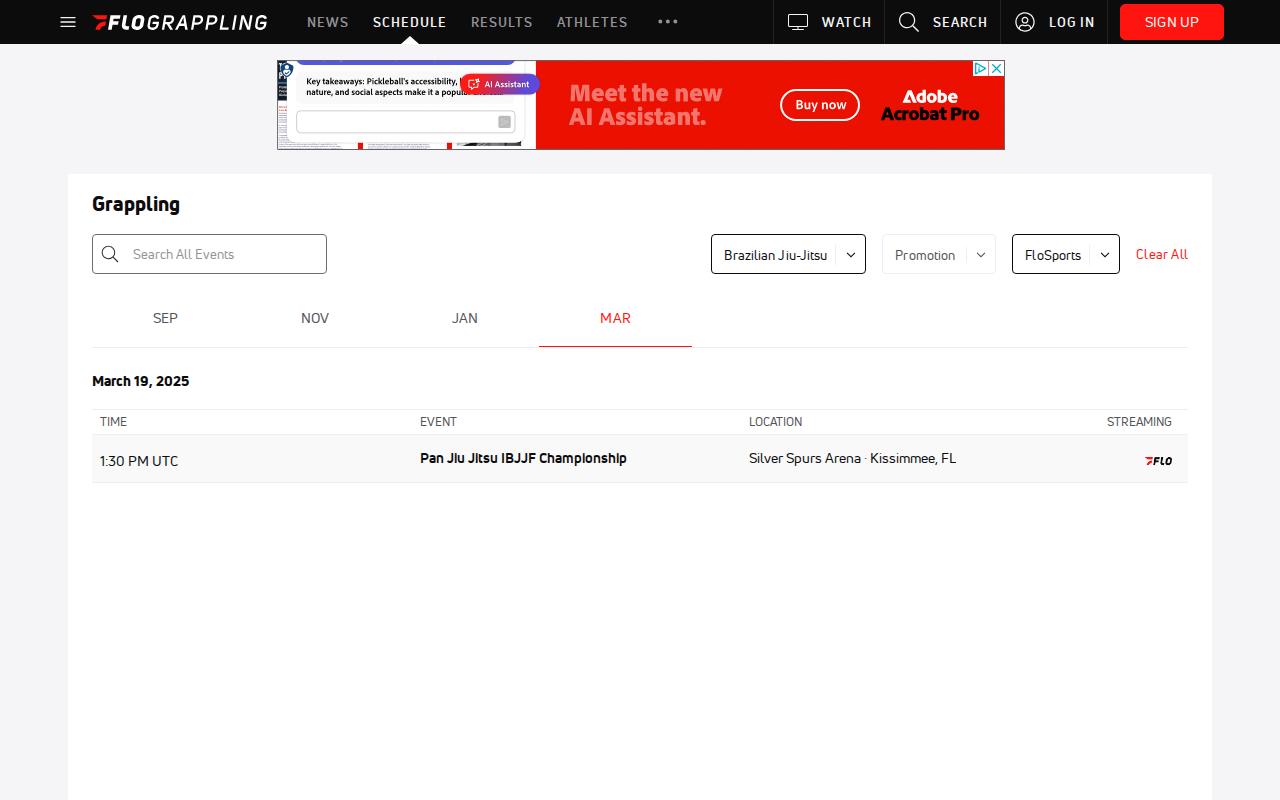 FLOGRAPPLING
NEWS
SCHEDULE
RESULTS
ATHLETES
WATCH
SEARCH
LOG IN
SIGN UP
Key takeaways: Pickleball's accessibility,
nature, and social aspects make it a
AI Assistant
Meet the new
AI Assistant.
Buy now
Adobe
Acrobat Pro
Grappling
Search All Events
Brazilian Jiu-Jitsu
Promotion
FloSports
Clear All
SEP
NOV
JAN
MAR
March 19, 2025
TIME
EVENT
LOCATION
STREAMING
1:30 PM UTC
Pan Jiu Jitsu IBJJF Championship
Silver Spurs Arena · Kissimmee, FL
FLO